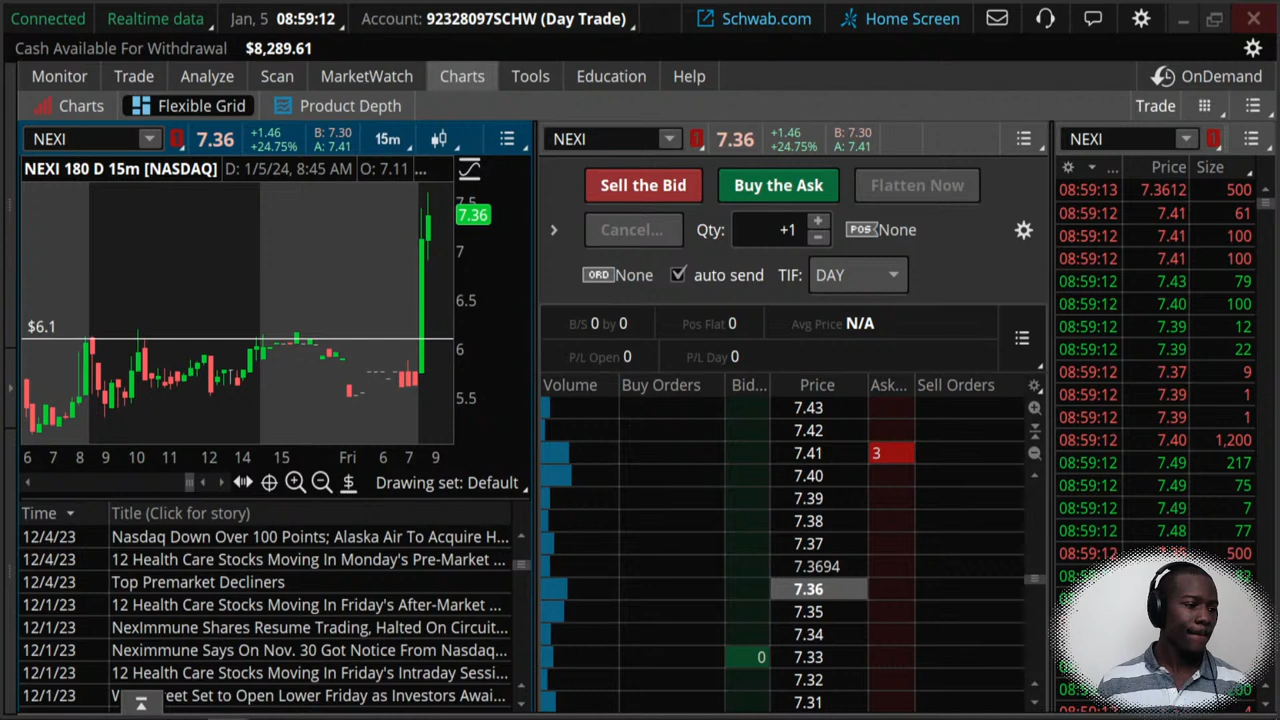 Connected Realtime data Jan, 5 08:59:12 Account: 92328097SCHW (Day Trade) Schwab.com Home Screen
Cash Available For Withdrawal $8,289.61
Monitor Trade Analyze Scan MarketWatch Charts Tools Education Help OnDemand
Charts Flexible Grid Product Depth Trade
NEXI 1 7.36 +1.46 +24.75% B: 7.30 A: 7.41 15m
NEXI 180 D 15m [NASDAQ] D: 1/5/24, 8:45 AM O: 7.11 ...
7.5
7.36
7
6.5
$6.1
6
5.5
6 7 8 9 10 11 12 14 15 Fri 6 7 9
Drawing set: Default
Time Title (Click for story)
12/4/23 Nasdaq Down Over 100 Points; Alaska Air To Acquire H...
12/4/23 12 Health Care Stocks Moving In Monday's Pre-Market ...
12/4/23 Top Premarket Decliners
12/1/23 12 Health Care Stocks Moving In Friday's After-Market ...
12/1/23 NexImmune Shares Resume Trading, Halted On Circuit...
12/1/23 Neximmune Says On Nov. 30 Got Notice From Nasdaq...
12/1/23 12 Health Care Stocks Moving In Friday's Intraday Sessi...
12/1/23 eet Set to Open Lower Friday as Investors Awai...
NEXI 1 7.36 +1.46 +24.75% B: 7.30 A: 7.41
Sell the Bid Buy the Ask Flatten Now
Cancel... Qty: +1 POS None
ORD None auto send TIF: DAY
B/S 0 by 0 Pos Flat 0 Avg Price N/A
P/L Open 0 P/L Day 0
Volume Buy Orders Bid... Price Ask... Sell Orders
7.43
7.42
7.41 3
7.40
7.39
7.38
7.37
7.3694
7.36
7.35
7.34
0 7.33
7.32
7.31
NEXI 1
... Price Size
08:59:13 7.3612 500
08:59:12 7.41 61
08:59:12 7.41 100
08:59:12 7.41 100
08:59:12 7.43 79
08:59:12 7.40 100
08:59:12 7.39 12
08:59:12 7.39 22
08:59:12 7.37 9
08:59:12 7.39 1
08:59:12 7.39 1
08:59:12 7.40 1,200
08:59:12 7.49 217
08:59:12 7.49 75
08:59:12 7.49 7
08:59:12 7.48 77
08:59:12 500